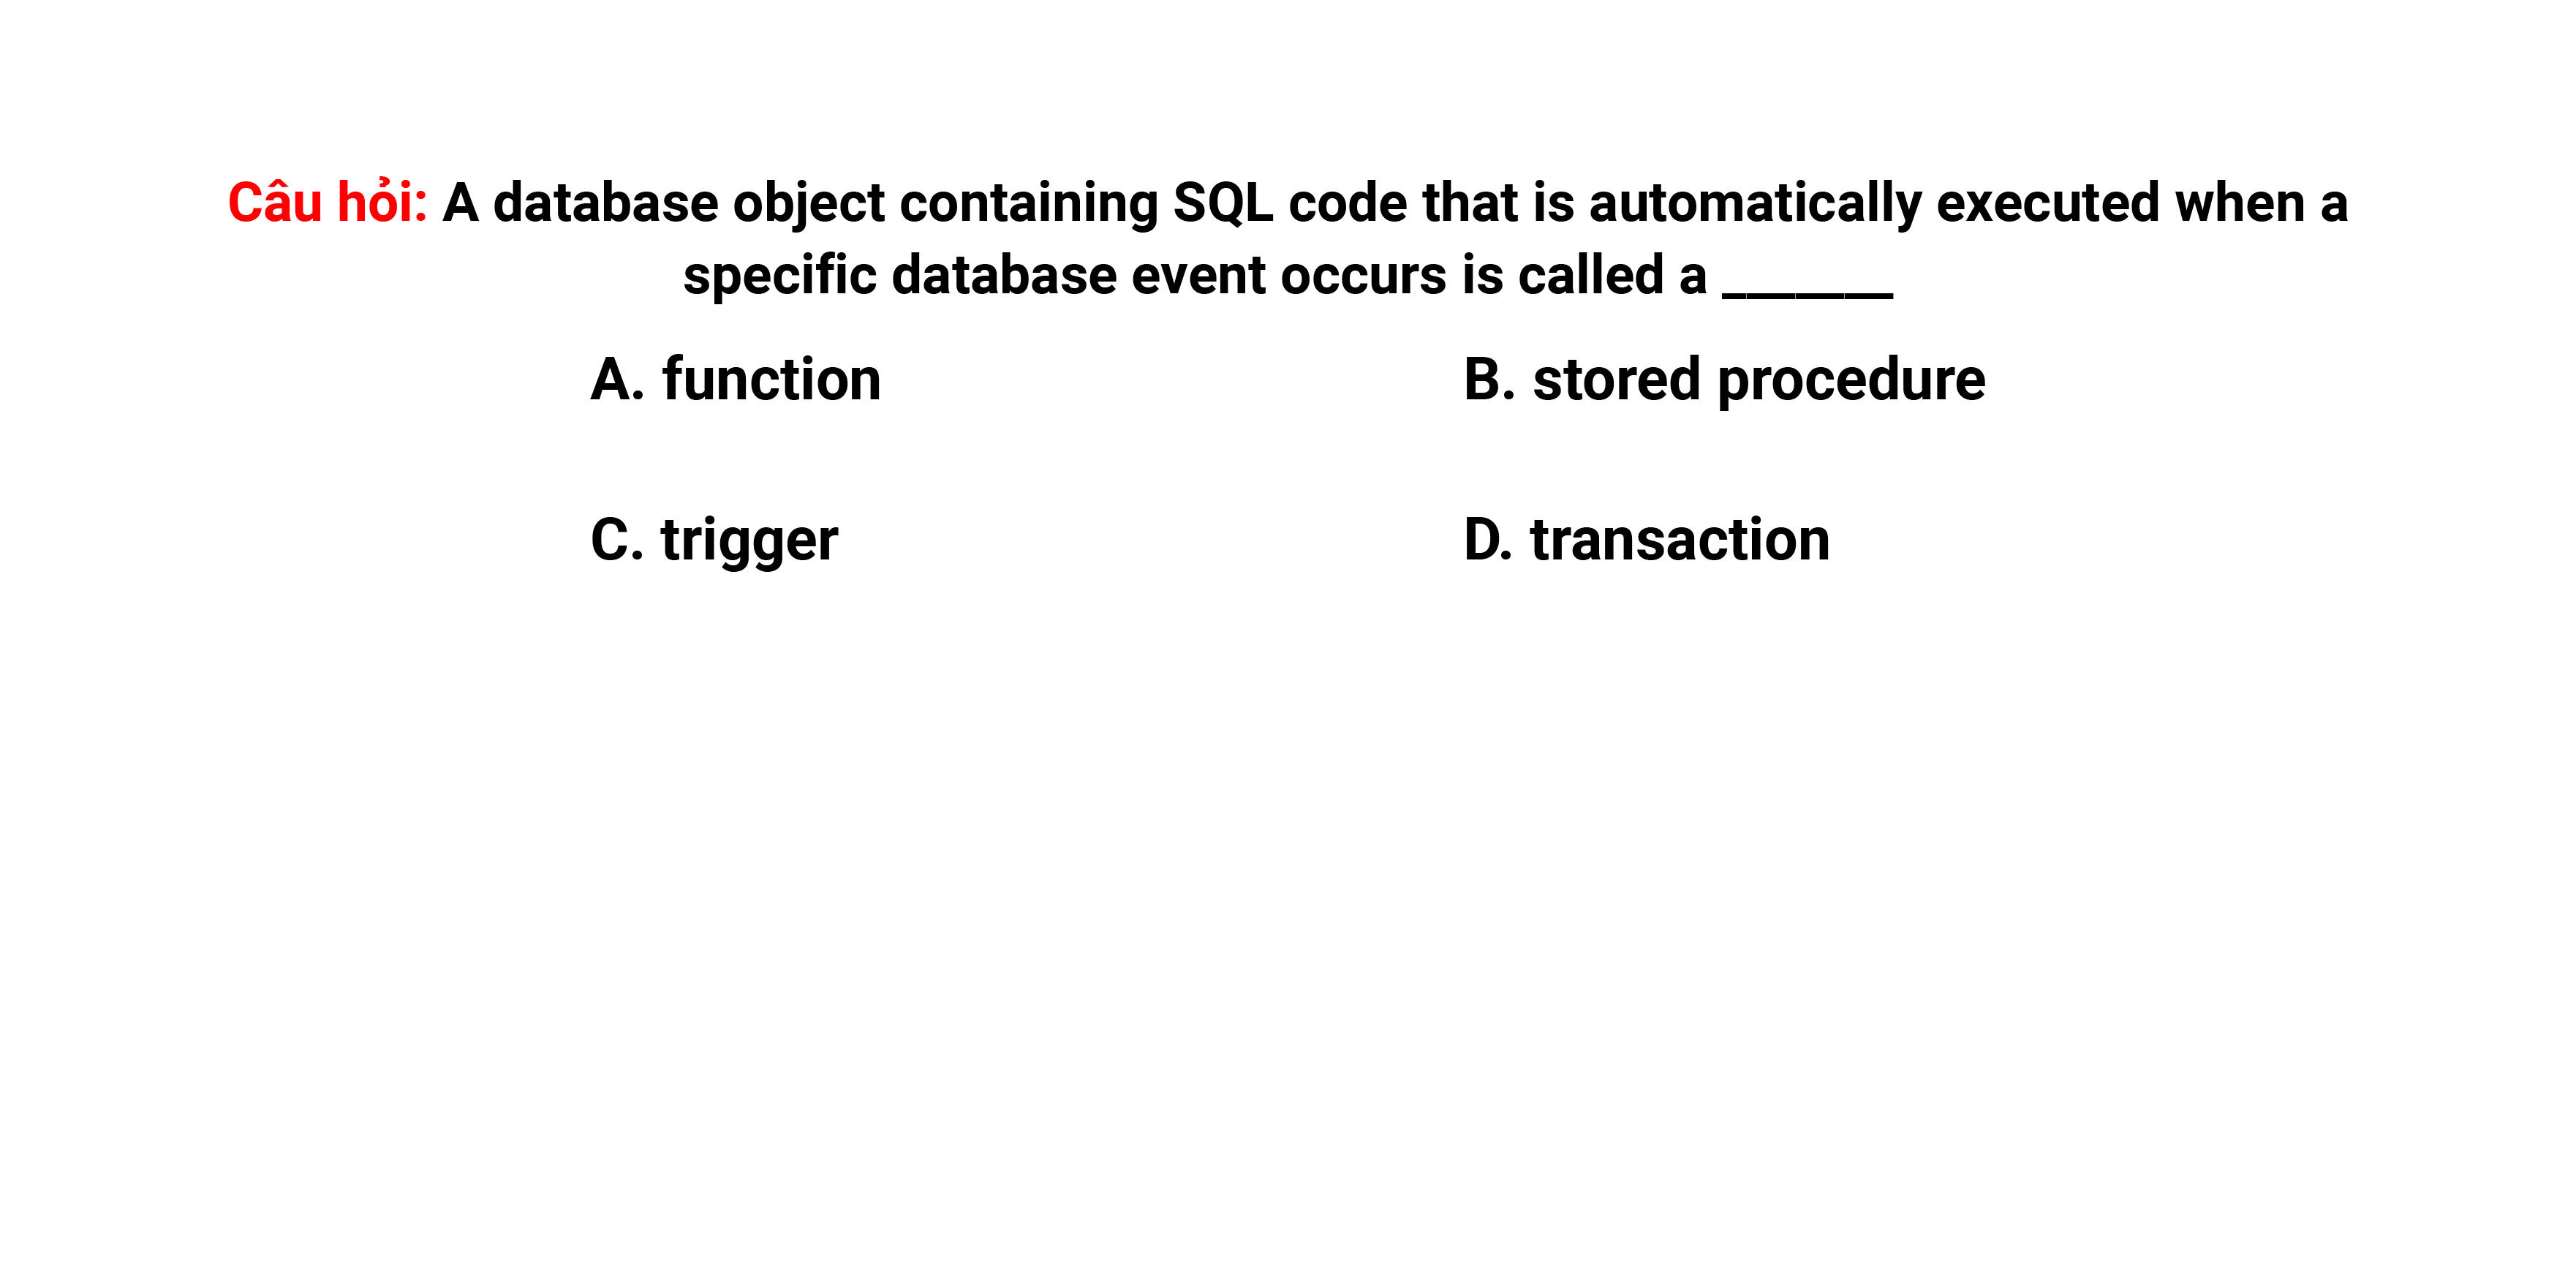 Câu hỏi: A database object containing SQL code that is automatically executed when a
specific database event occurs is called a _______
A. function
B. stored procedure
C. trigger
D. transaction